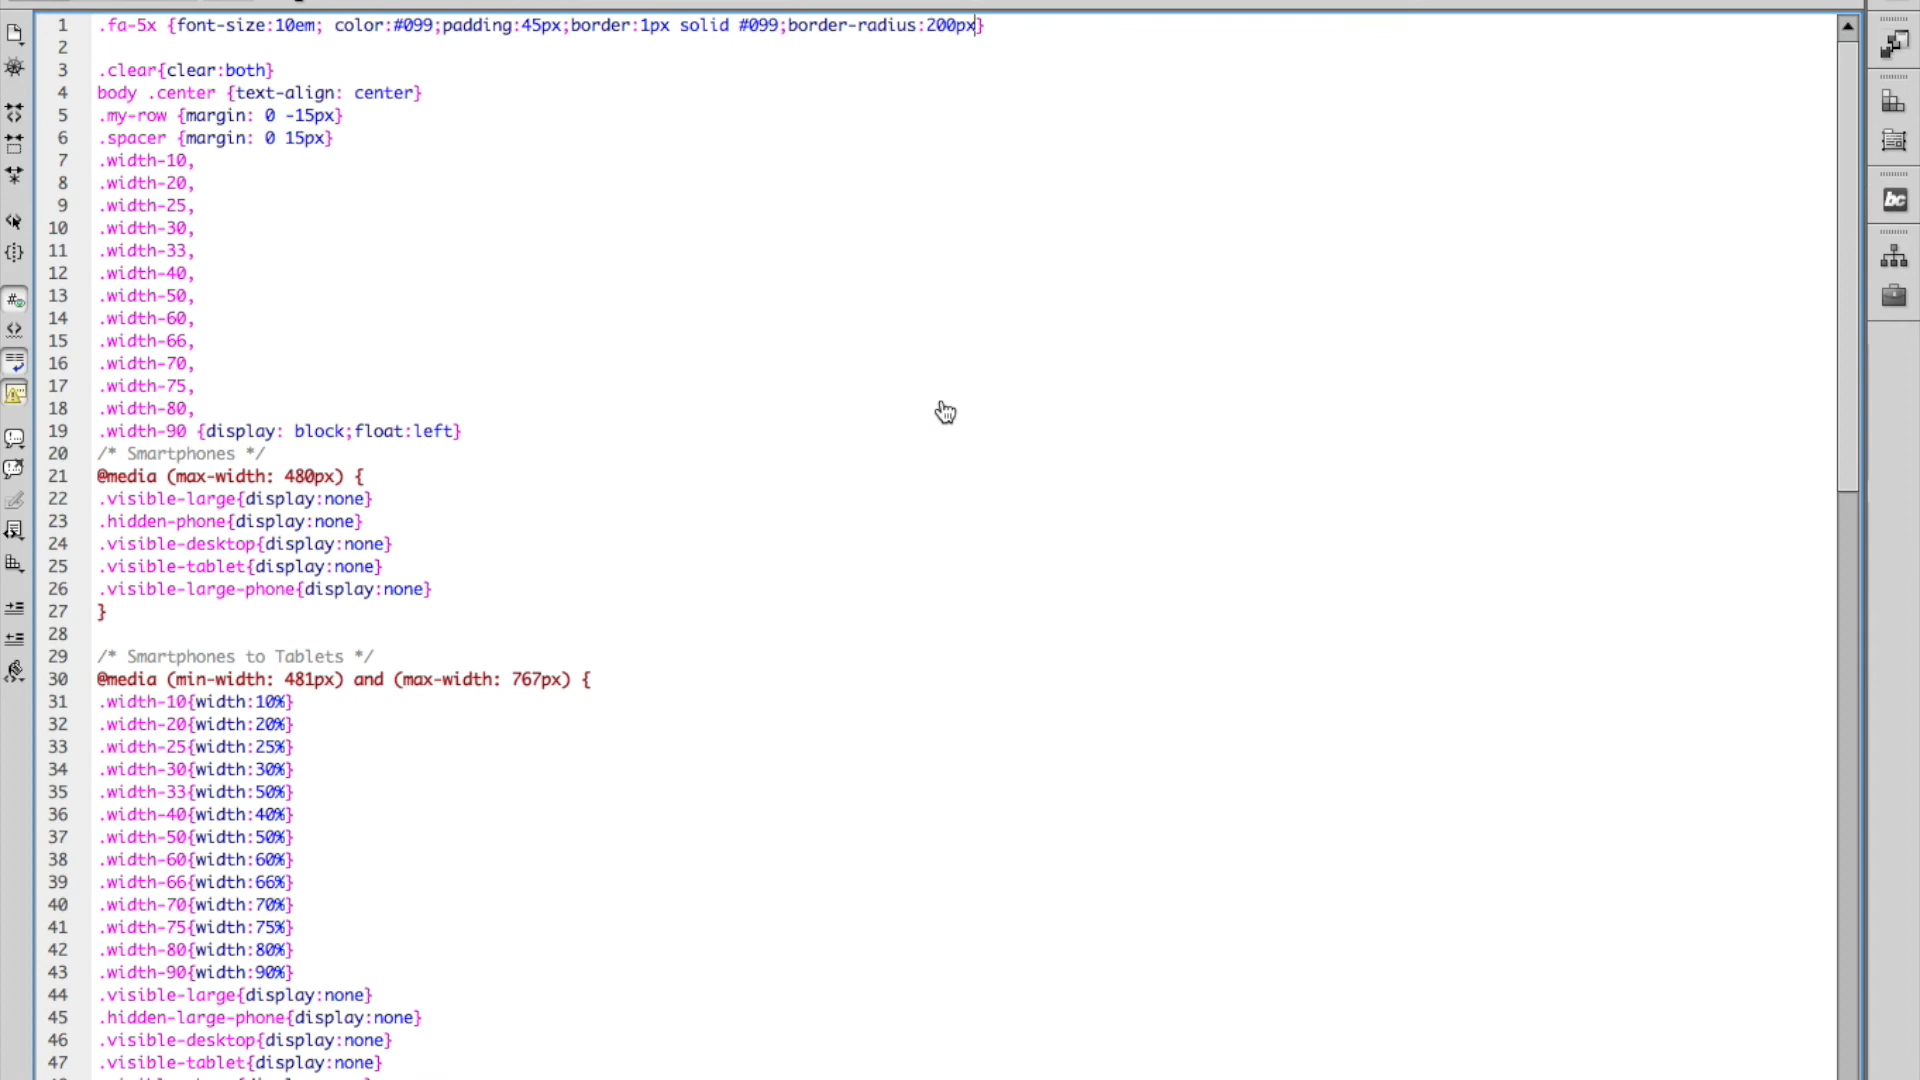 1 .fa-5x {font-size:10em; color:#099;padding:45px;border:1px solid #099;border-radius:200px}
2
3 .clear{clear:both}
4 body .center {text-align: center}
5 .my-row {margin: 0 -15px}
6 .spacer {margin: 0 15px}
7 .width-10,
8 .width-20,
9 .width-25,
10 .width-30,
11 .width-33,
12 .width-40,
13 .width-50,
14 .width-60,
15 .width-66,
16 .width-70,
17 .width-75,
18 .width-80,
19 .width-90 {display: block;float:left}
20 /* Smartphones */
21 @media (max-width: 480px) {
22 .visible-large{display:none}
23 .hidden-phone{display:none}
24 .visible-desktop{display:none}
25 .visible-tablet{display:none}
26 .visible-large-phone{display:none}
27 }
28
29 /* Smartphones to Tablets */
30 @media (min-width: 481px) and (max-width: 767px) {
31 .width-10{width:10%}
32 .width-20{width:20%}
33 .width-25{width:25%}
34 .width-30{width:30%}
35 .width-33{width:50%}
36 .width-40{width:40%}
37 .width-50{width:50%}
38 .width-60{width:60%}
39 .width-66{width:66%}
40 .width-70{width:70%}
41 .width-75{width:75%}
42 .width-80{width:80%}
43 .width-90{width:90%}
44 .visible-large{display:none}
45 .hidden-large-phone{display:none}
46 .visible-desktop{display:none}
47 .visible-tablet{display:none}
bc